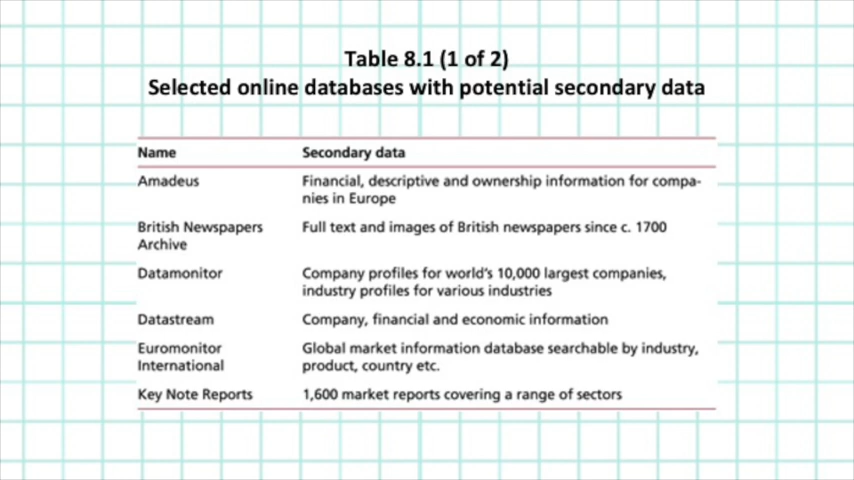 Table 8.1 (1 of 2)
Selected online databases with potential secondary data
Name Secondary data
Amadeus Financial, descriptive and ownership information for compa-
nies in Europe
British Newspapers Full text and images of British newspapers since c. 1700
Archive
Datamonitor Company profiles for world's 10,000 largest companies,
industry profiles for various industries
Datastream Company, financial and economic information
Euromonitor Global market information database searchable by industry,
International product, country etc.
Key Note Reports 1,600 market reports covering a range of sectors